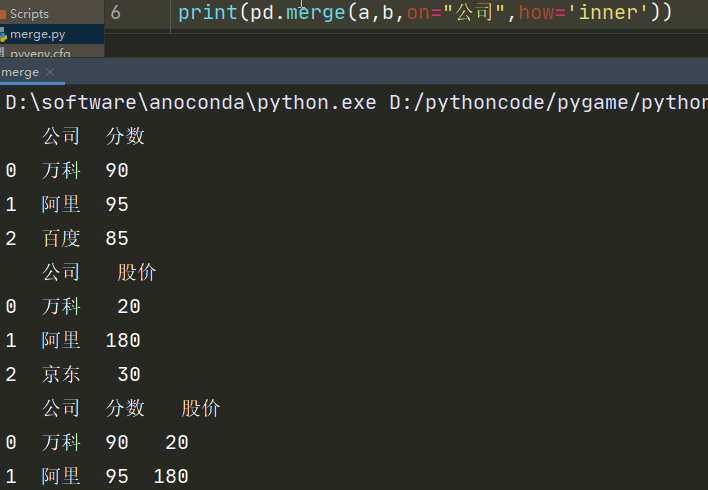 Scripts
6 print(pd.merge(a,b,on="公司",how='inner'))
merge.py
pyvenv.cfg
merge ×
D:\software\anoconda\python.exe D:/pythoncode/pygame/python
公司 分数
0 万科 90
1 阿里 95
2 百度 85
公司 股价
0 万科 20
1 阿里 180
2 京东 30
公司 分数 股价
0 万科 90 20
1 阿里 95 180